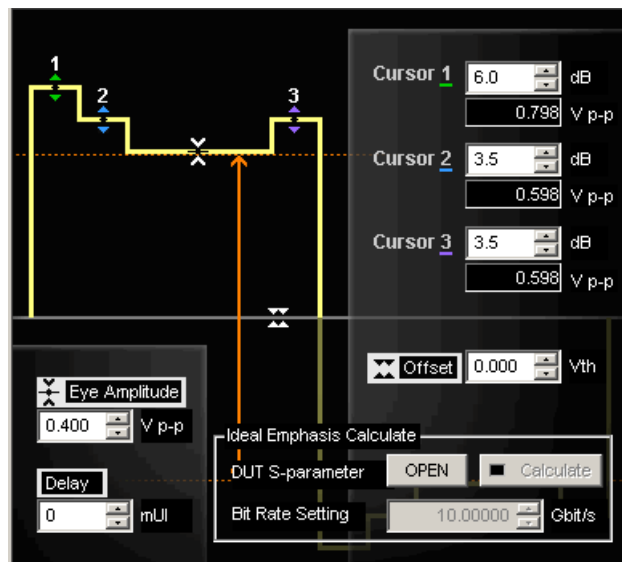 1
2
3
Cursor 1 6.0 dB
0.798 V p-p
Cursor 2 3.5 dB
0.598 V p-p
Cursor 3 3.5 dB
0.598 V p-p
Offset 0.000 Vth
Eye Amplitude
0.400 V p-p
Delay
0 mUI
Ideal Emphasis Calculate
DUT S-parameter OPEN Calculate
Bit Rate Setting 10.00000 Gbit/s